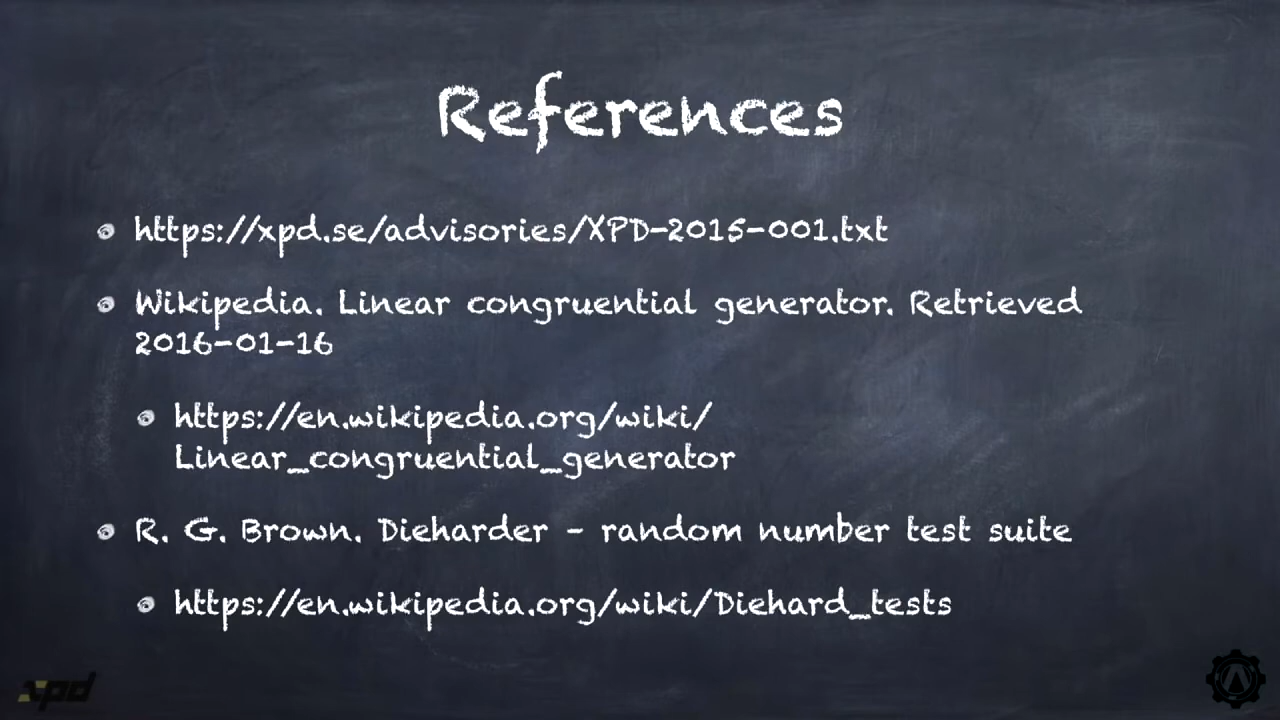 References
https://xpd.se/advisories/XPD-2015-001.txt
Wikipedia. Linear congruential generator. Retrieved
2016-01-16
https://en.wikipedia.org/wiki/
Linear_congruential_generator
R. G. Brown. Dieharder - random number test suite
https://en.wikipedia.org/wiki/Diehard_tests
xpd